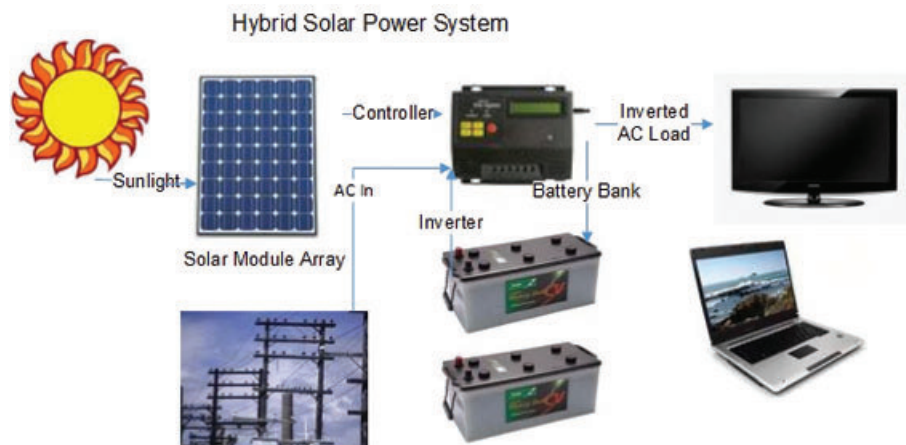 Hybrid Solar Power System
Controller
Inverted
AC Load
Sunlight
AC In
Battery Bank
Inverter
Solar Module Array